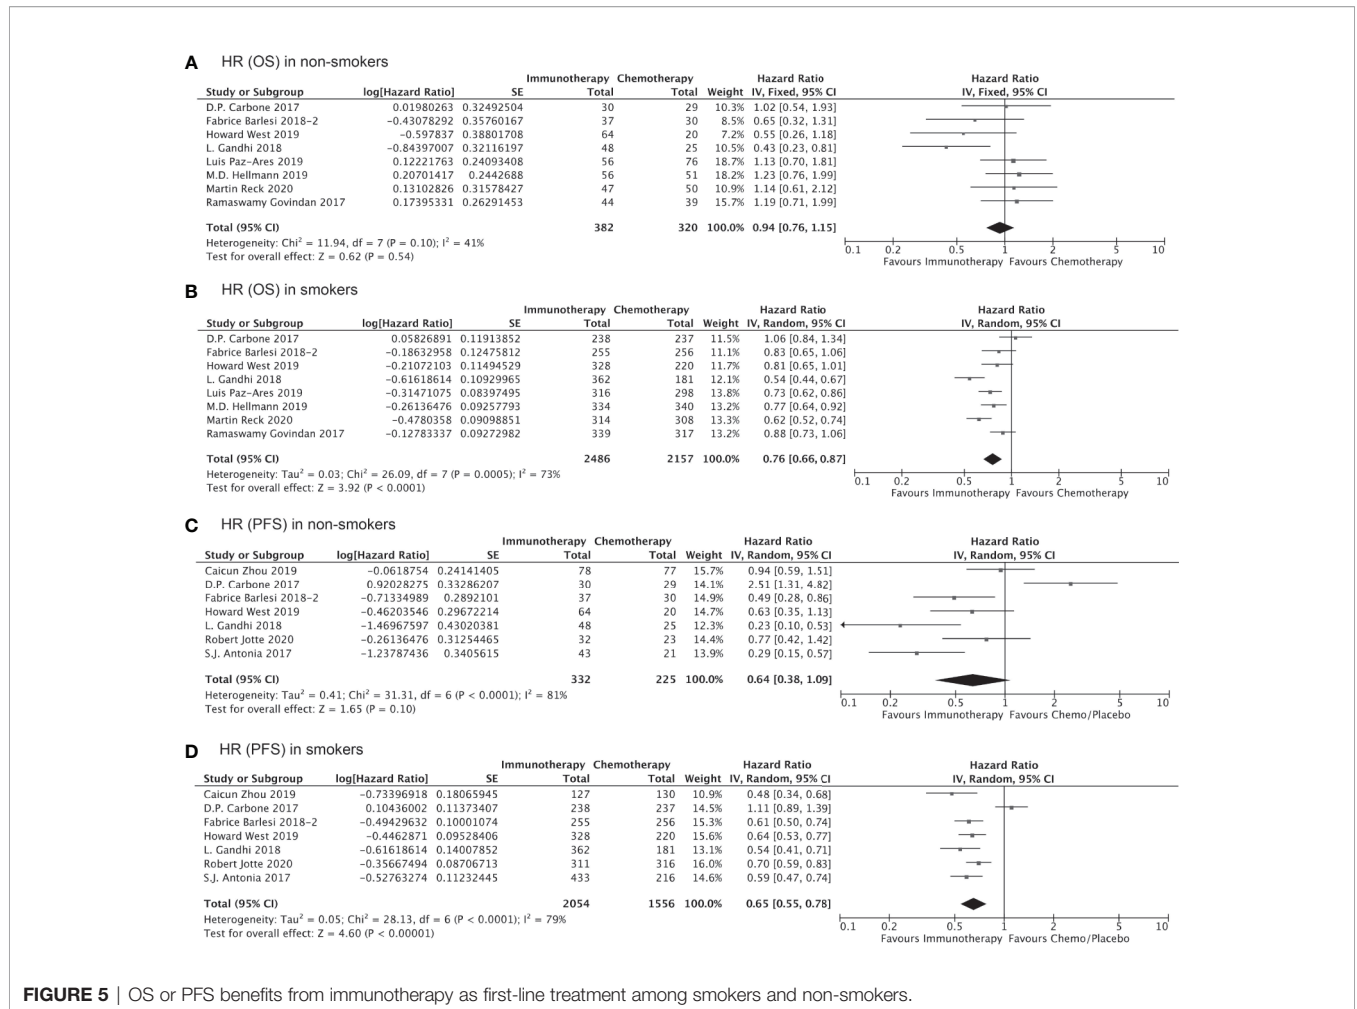 A HR (OS) in non-smokers
Immunotherapy Chemotherapy Hazard Ratio Hazard Ratio
Study or Subgroup log[Hazard Ratio] SE Total Total Weight IV, Fixed, 95% CI IV, Fixed, 95% CI
D.P. Carbone 2017 0.01980263 0.32492504 30 29 10.3% 1.02 [0.54, 1.93]
Fabrice Barlesi 2018-2 -0.43078292 0.35760167 37 30 8.5% 0.65 [0.32, 1.31]
Howard West 2019 -0.597837 0.38801708 64 20 7.2% 0.55 [0.26, 1.18]
L. Gandhi 2018 -0.84397007 0.32116197 48 25 10.5% 0.43 [0.23, 0.81]
Luis Paz-Ares 2019 0.12221763 0.24093408 56 76 18.7% 1.13 [0.70, 1.81]
M.D. Hellmann 2019 0.20701417 0.2442688 56 51 18.2% 1.23 [0.76, 1.99]
Martin Reck 2020 0.13102826 0.31578427 47 50 10.9% 1.14 [0.61, 2.12]
Ramaswamy Govindan 2017 0.17395331 0.26291453 44 39 15.7% 1.19 [0.71, 1.99]
Total (95% CI) 382 320 100.0% 0.94 [0.76, 1.15]
Heterogeneity: Chi² = 11.94, df = 7 (P = 0.10); I² = 41%
Test for overall effect: Z = 0.62 (P = 0.54)
0.1 0.2 0.5 1 2 5 10
Favours Immunotherapy Favours Chemotherapy
B HR (OS) in smokers
Immunotherapy Chemotherapy Hazard Ratio Hazard Ratio
Study or Subgroup log[Hazard Ratio] SE Total Total Weight IV, Random, 95% CI IV, Random, 95% CI
D.P. Carbone 2017 0.05826891 0.11913852 238 237 11.5% 1.06 [0.84, 1.34]
Fabrice Barlesi 2018-2 -0.18632958 0.12475812 255 256 11.1% 0.83 [0.65, 1.06]
Howard West 2019 -0.21072103 0.11494529 328 220 11.7% 0.81 [0.65, 1.01]
L. Gandhi 2018 -0.61618614 0.10929965 362 181 12.1% 0.54 [0.44, 0.67]
Luis Paz-Ares 2019 -0.31471075 0.08397495 316 298 13.8% 0.73 [0.62, 0.86]
M.D. Hellmann 2019 -0.26136476 0.09257793 334 340 13.2% 0.77 [0.64, 0.92]
Martin Reck 2020 -0.4780358 0.09098851 314 308 13.3% 0.62 [0.52, 0.74]
Ramaswamy Govindan 2017 -0.12783337 0.09272982 339 317 13.2% 0.88 [0.73, 1.06]
Total (95% CI) 2486 2157 100.0% 0.76 [0.66, 0.87]
Heterogeneity: Tau² = 0.03; Chi² = 26.09, df = 7 (P = 0.0005); I² = 73%
Test for overall effect: Z = 3.92 (P < 0.0001)
0.1 0.2 0.5 1 2 5 10
Favours Immunotherapy Favours Chemotherapy
C HR (PFS) in non-smokers
Immunotherapy Chemotherapy Hazard Ratio Hazard Ratio
Study or Subgroup log[Hazard Ratio] SE Total Total Weight IV, Random, 95% CI IV, Random, 95% CI
Caicun Zhou 2019 -0.0618754 0.24141405 78 77 15.7% 0.94 [0.59, 1.51]
D.P. Carbone 2017 0.92028275 0.33286207 30 29 14.1% 2.51 [1.31, 4.82]
Fabrice Barlesi 2018-2 -0.71334989 0.2892101 37 30 14.9% 0.49 [0.28, 0.86]
Howard West 2019 -0.46203546 0.29672214 64 20 14.7% 0.63 [0.35, 1.13]
L. Gandhi 2018 -1.46967597 0.43020381 48 25 12.3% 0.23 [0.10, 0.53]
Robert Jotte 2020 -0.26136476 0.31254465 32 23 14.4% 0.77 [0.42, 1.42]
S.J. Antonia 2017 -1.23787436 0.3405615 43 21 13.9% 0.29 [0.15, 0.57]
Total (95% CI) 332 225 100.0% 0.64 [0.38, 1.09]
Heterogeneity: Tau² = 0.41; Chi² = 31.31, df = 6 (P < 0.0001); I² = 81%
Test for overall effect: Z = 1.65 (P = 0.10)
0.1 0.2 0.5 1 2 5 10
Favours Immunotherapy Favours Chemo/Placebo
D HR (PFS) in smokers
Immunotherapy Chemotherapy Hazard Ratio Hazard Ratio
Study or Subgroup log[Hazard Ratio] SE Total Total Weight IV, Random, 95% CI IV, Random, 95% CI
Caicun Zhou 2019 -0.73396918 0.18065945 127 130 10.9% 0.48 [0.34, 0.68]
D.P. Carbone 2017 0.10436002 0.11373407 238 237 14.5% 1.11 [0.89, 1.39]
Fabrice Barlesi 2018-2 -0.49429632 0.10001074 255 256 15.3% 0.61 [0.50, 0.74]
Howard West 2019 -0.4462871 0.09528406 328 220 15.6% 0.64 [0.53, 0.77]
L. Gandhi 2018 -0.61618614 0.14007852 362 181 13.1% 0.54 [0.41, 0.71]
Robert Jotte 2020 -0.35667494 0.08706713 311 316 16.0% 0.70 [0.59, 0.83]
S.J. Antonia 2017 -0.52763274 0.11232445 433 216 14.6% 0.59 [0.47, 0.74]
Total (95% CI) 2054 1556 100.0% 0.65 [0.55, 0.78]
Heterogeneity: Tau² = 0.05; Chi² = 28.13, df = 6 (P < 0.0001); I² = 79%
Test for overall effect: Z = 4.60 (P < 0.00001)
0.1 0.2 0.5 1 2 5 10
Favours Immunotherapy Favours Chemo/Placebo
FIGURE 5 | OS or PFS benefits from immunotherapy as first-line treatment among smokers and non-smokers.